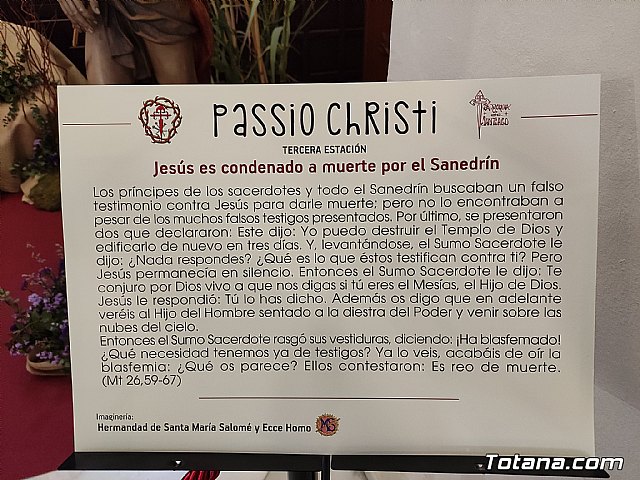 PASSIO CHRISTI
TERCERA ESTACIÓN
Jesús es condenado a muerte por el Sanedrín
Los príncipes de los sacerdotes y todo el Sanedrín buscaban un falso
testimonio contra Jesús para darle muerte; pero no lo encontraban a
pesar de los muchos falsos testigos presentados. Por último, se presentaron
dos que declararon: Este dijo: Yo puedo destruir el Templo de Dios y
edificarlo de nuevo en tres días. Y, levantándose, el Sumo Sacerdote le
dijo: ¿Nada respondes? ¿Qué es lo que éstos testifican contra ti? Pero
Jesús permanecía en silencio. Entonces el Sumo Sacerdote le dijo: Te
conjuro por Dios vivo a que nos digas si tú eres el Mesías, el Hijo de Dios.
Jesús le respondió: Tú lo has dicho. Además os digo que en adelante
veréis al Hijo del Hombre sentado a la diestra del Poder y venir sobre las
nubes del cielo.
Entonces el Sumo Sacerdote rasgó sus vestiduras, diciendo: ¡Ha blasfemado!
¿Qué necesidad tenemos ya de testigos? Ya lo veis, acabáis de oír la
blasfemia: ¿Qué os parece? Ellos contestaron: Es reo de muerte.
(Mt 26,59-67)
Imaginería:
Hermandad de Santa María Salomé y Ecce Homo
Totana.com